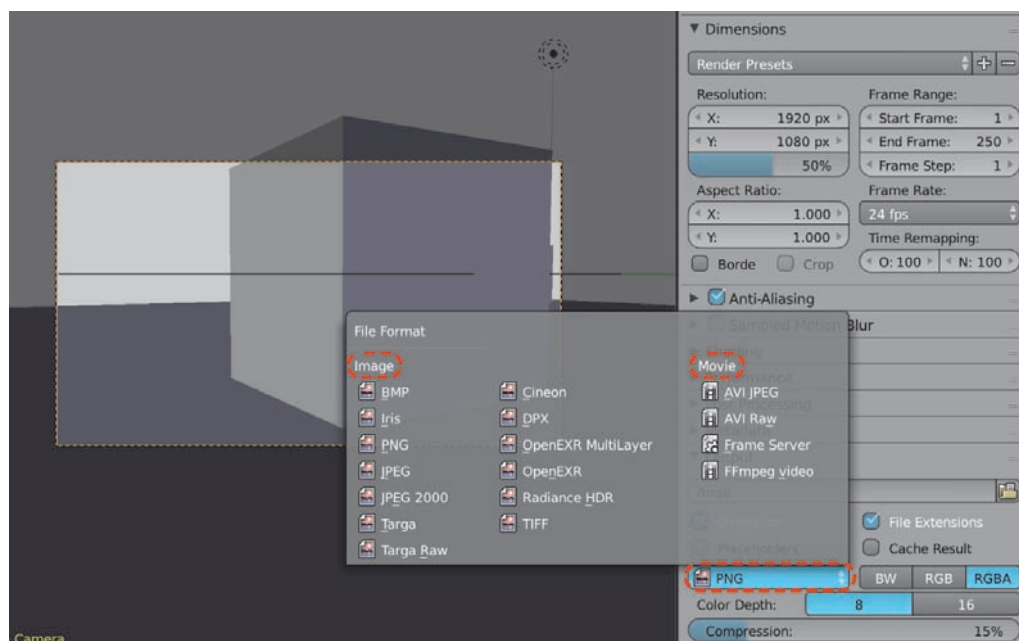 Dimensions
Render Presets
Resolution:
Frame Range:
X: 1920 px
Start Frame: 1
Y: 1080 px
End Frame: 250
50%
Frame Step: 1
Aspect Ratio:
Frame Rate:
X: 1.000
24 fps
Y: 1.000
Time Remapping:
Borde
Crop
O: 100
N: 100
Anti-Aliasing
Sampled Motion Blur
File Format
Image
Movie
BMP
Cineon
AVI JPEG
Iris
DPX
AVI Raw
PNG
OpenEXR MultiLayer
Frame Server
JPEG
OpenEXR
FFmpeg video
JPEG 2000
Radiance HDR
Targa
TIFF
Targa Raw
File Extensions
Placeholders
Cache Result
PNG
BW
RGB
RGBA
Color Depth:
8
16
Compression: 15%
Camera